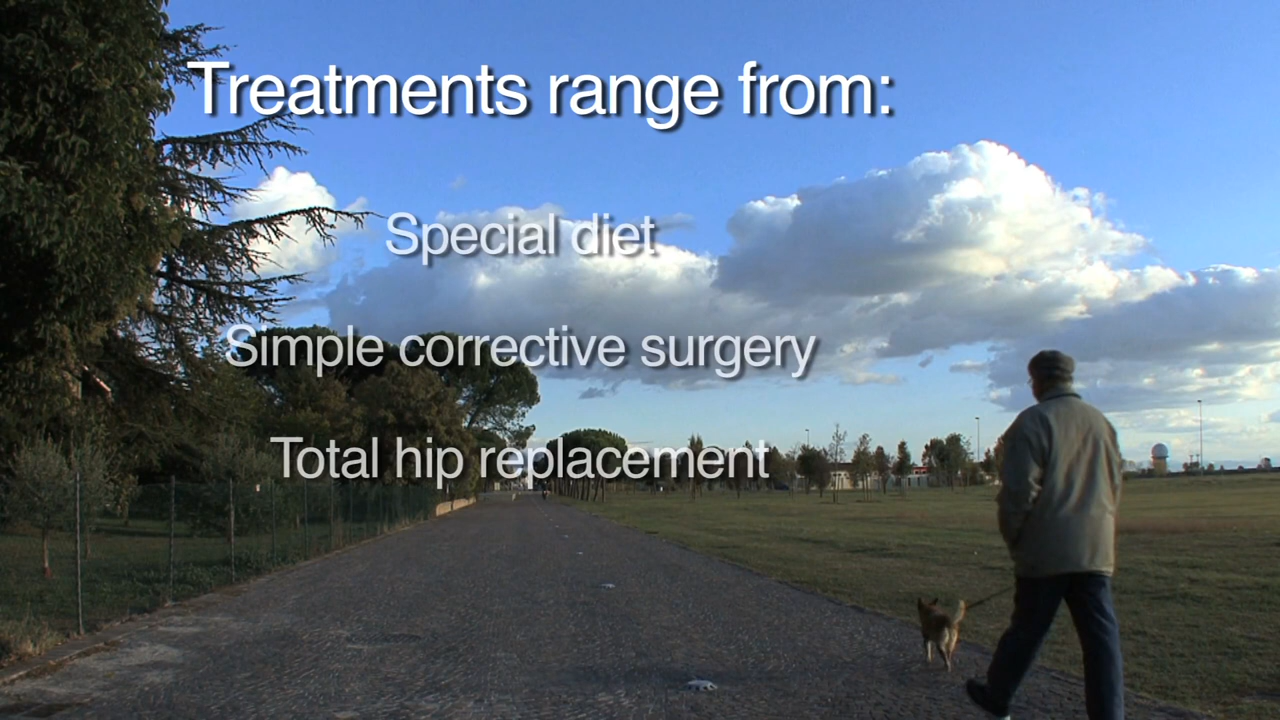 Treatments range from:
Special diet
Simple corrective surgery
Total hip replacement